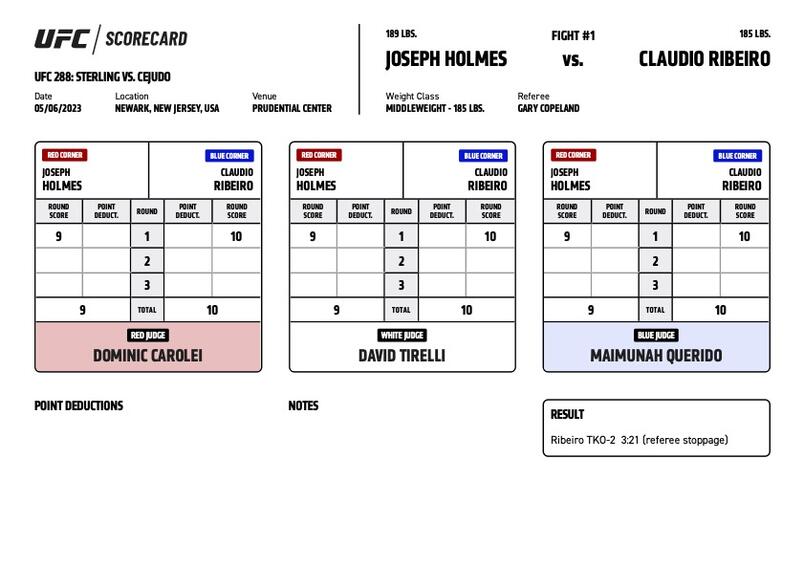 UFC SCORECARD
UFC 288: STERLING VS. CEJUDO
Date Location Venue
05/06/2023 NEWARK, NEW JERSEY, USA PRUDENTIAL CENTER
189 LBS. FIGHT #1 185 LBS.
JOSEPH HOLMES vs. CLAUDIO RIBEIRO
Weight Class Referee
MIDDLEWEIGHT - 185 LBS. GARY COPELAND
RED CORNER BLUE CORNER
JOSEPH CLAUDIO
HOLMES RIBEIRO
ROUND POINT ROUND POINT ROUND
SCORE DEDUCT. DEDUCT. SCORE
9 1 10
2
3
9 TOTAL 10
RED JUDGE
DOMINIC CAROLEI
RED CORNER BLUE CORNER
JOSEPH CLAUDIO
HOLMES RIBEIRO
ROUND POINT ROUND POINT ROUND
SCORE DEDUCT. DEDUCT. SCORE
9 1 10
2
3
9 TOTAL 10
WHITE JUDGE
DAVID TIRELLI
RED CORNER BLUE CORNER
JOSEPH CLAUDIO
HOLMES RIBEIRO
ROUND POINT ROUND POINT ROUND
SCORE DEDUCT. DEDUCT. SCORE
9 1 10
2
3
9 TOTAL 10
BLUE JUDGE
MAIMUNAH QUERIDO
POINT DEDUCTIONS
NOTES
RESULT
Ribeiro TKO-2 3:21 (referee stoppage)